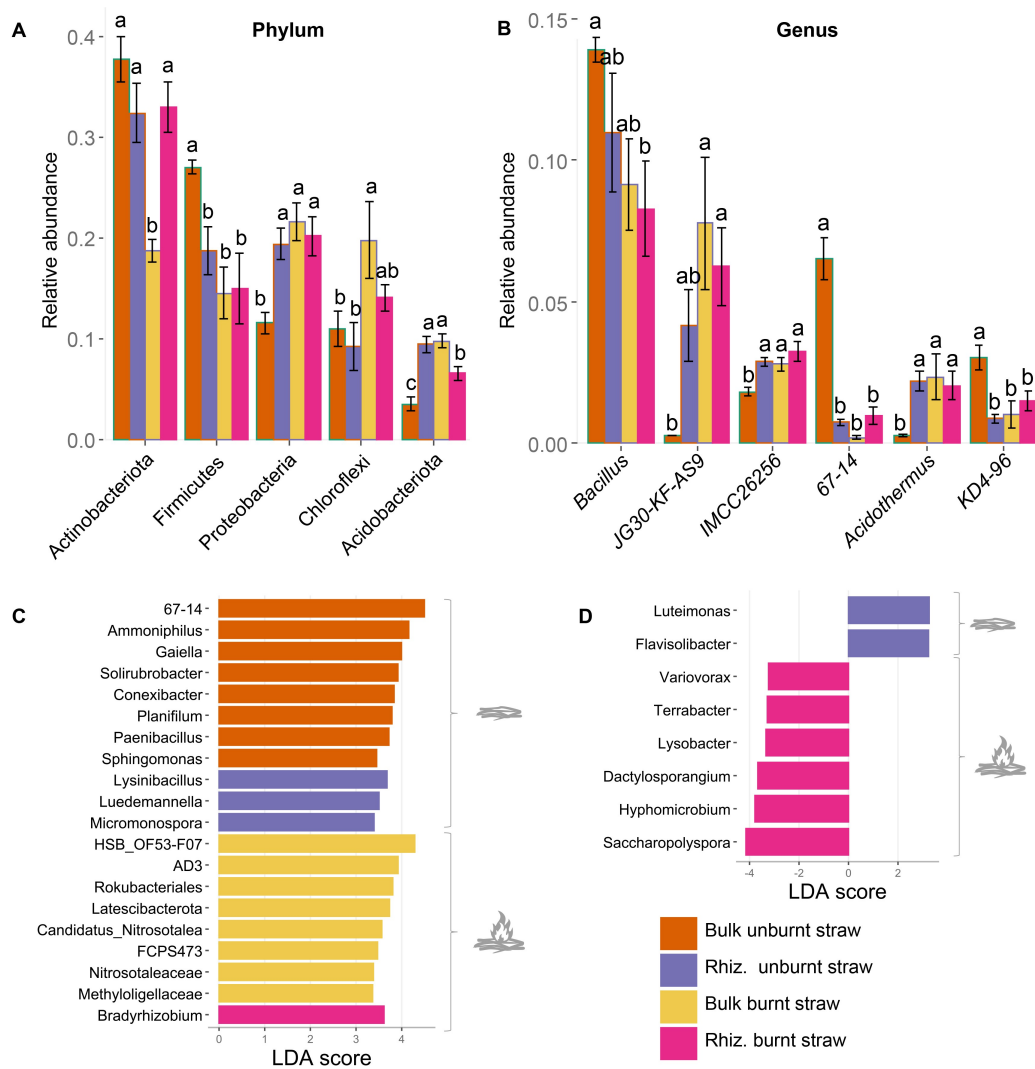 A
Phylum
Relative abundance
0.4
0.3
0.2
0.1
0.0
a
a
b
a
a
b
b
b
b
a
a
a
b
b
a
ab
c
a
a
b
Actinobacteriota
Firmicutes
Proteobacteria
Chloroflexi
Acidobacteriota
B
Genus
Relative abundance
0.15
0.10
0.05
0.00
a
ab
ab
b
b
ab
a
a
b
a
a
a
a
b
b
b
b
a
a
a
a
b
b
b
Bacillus
JG30-KF-AS9
IMCC26256
67-14
Acidothermus
KD4-96
C
67-14
Ammoniphilus
Gaiella
Solirubrobacter
Conexibacter
Planifilum
Paenibacillus
Sphingomonas
Lysinibacillus
Luedemannella
Micromonospora
HSB_OF53-F07
AD3
Rokubacteriales
Latescibacterota
Candidatus_Nitrosotalea
FCPS473
Nitrosotaleaceae
Methyloligellaceae
Bradyrhizobium
0 1 2 3 4
LDA score
D
Luteimonas
Flavisolibacter
Variovorax
Terrabacter
Lysobacter
Dactylosporangium
Hyphomicrobium
Saccharopolyspora
-4 -2 0 2
LDA score
Bulk unburnt straw
Rhiz. unburnt straw
Bulk burnt straw
Rhiz. burnt straw